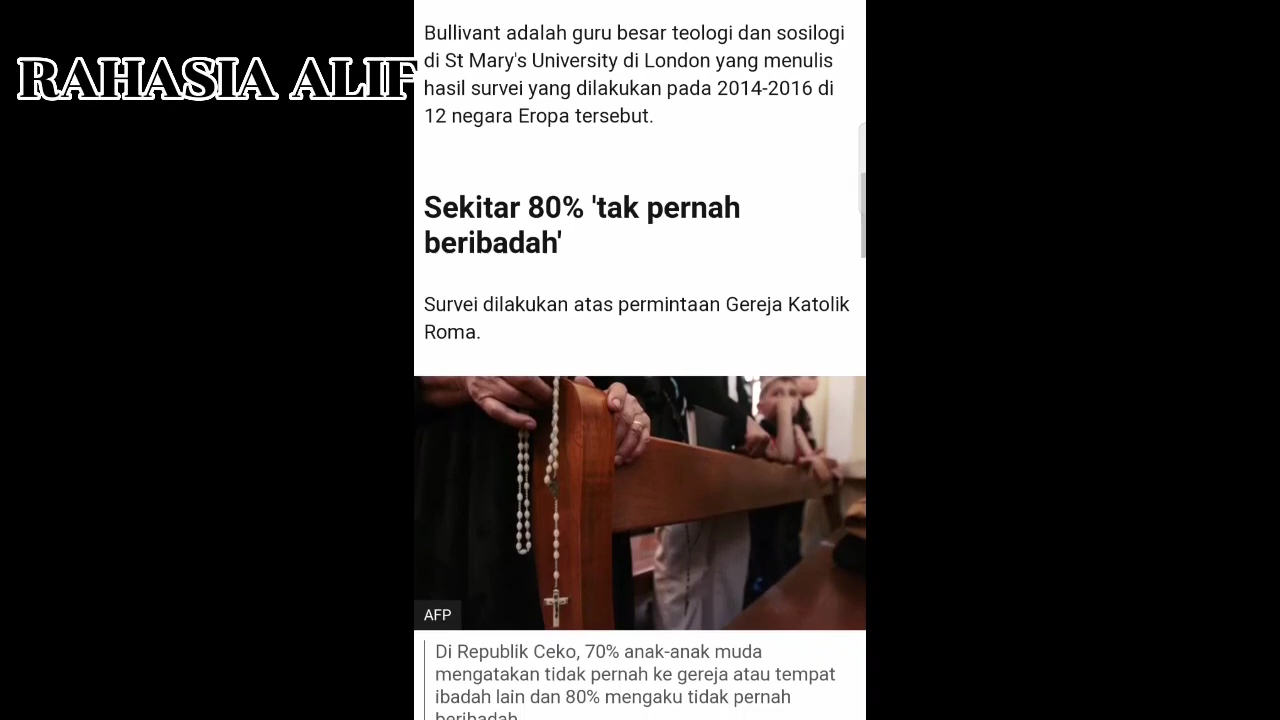 RAHASIA ALIF
Bullivant adalah guru besar teologi dan sosilogi
di St Mary's University di London yang menulis
hasil survei yang dilakukan pada 2014-2016 di
12 negara Eropa tersebut.
Sekitar 80% 'tak pernah
beribadah'
Survei dilakukan atas permintaan Gereja Katolik
Roma.
AFP
Di Republik Ceko, 70% anak-anak muda
mengatakan tidak pernah ke gereja atau tempat
ibadah lain dan 80% mengaku tidak pernah
beribadah